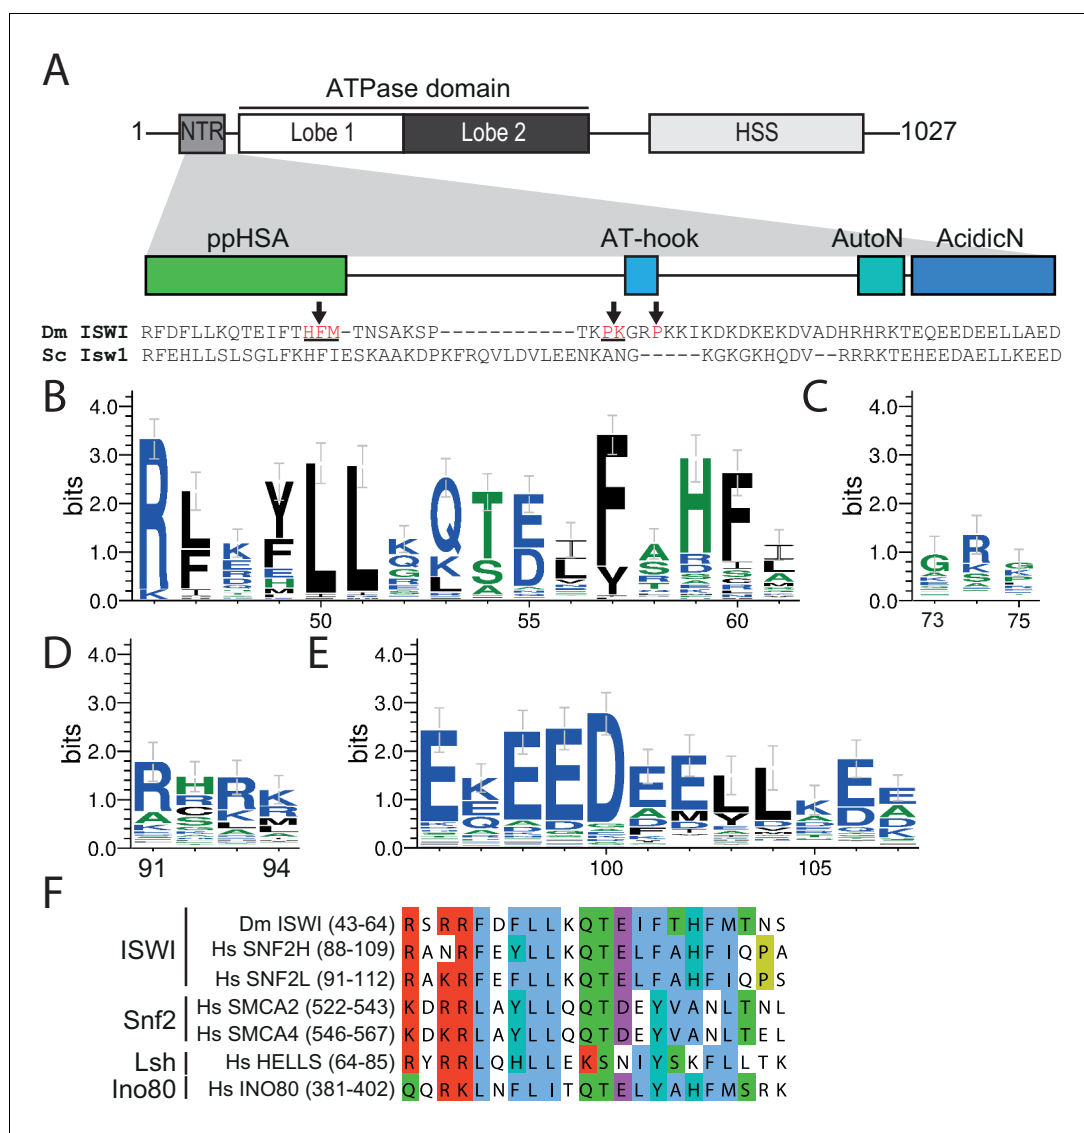 A
ATPase domain
1 NTR Lobe 1 Lobe 2 HSS 1027
ppHSA AT-hook AutoN AcidicN
Dm ISWI RFDFLLKQTEIFTHFM-TNSAKSP-----------TKPKGRPKKIKDKDKEKDVADHRHRKTEQEEDEELLAED
Sc Isw1 RFEHLLSLSGLFKHFIESKAAKDPKFRQVLDVLEENKANG-----KGKGKHQDV--RRRKTEHEEDAELLKEED
B C
bits 4.0 3.0 2.0 1.0 0.0
50 55 60
bits 4.0 3.0 2.0 1.0 0.0
73 75
D E
bits 4.0 3.0 2.0 1.0 0.0
91 94
bits 4.0 3.0 2.0 1.0 0.0
100 105
F
ISWI
Dm ISWI (43-64) RSRRFDFLLKQTEIFTHFMTNS
Hs SNF2H (88-109) RANRFEYLLKQTELFAHFIQPA
Hs SNF2L (91-112) RAKRFEFLLKQTELFAHFIQPS
Snf2
Hs SMCA2 (522-543) KDRRLAYLLQQTDEYVANLTNL
Hs SMCA4 (546-567) KDKRLAYLLQQTDEYVANLTEL
Lsh
Hs HELLS (64-85) RYRRLQHLLEKSNIYSKFLLTK
Ino80
Hs INO80 (381-402) QQRKLNFLITQTELYAHFMSRK